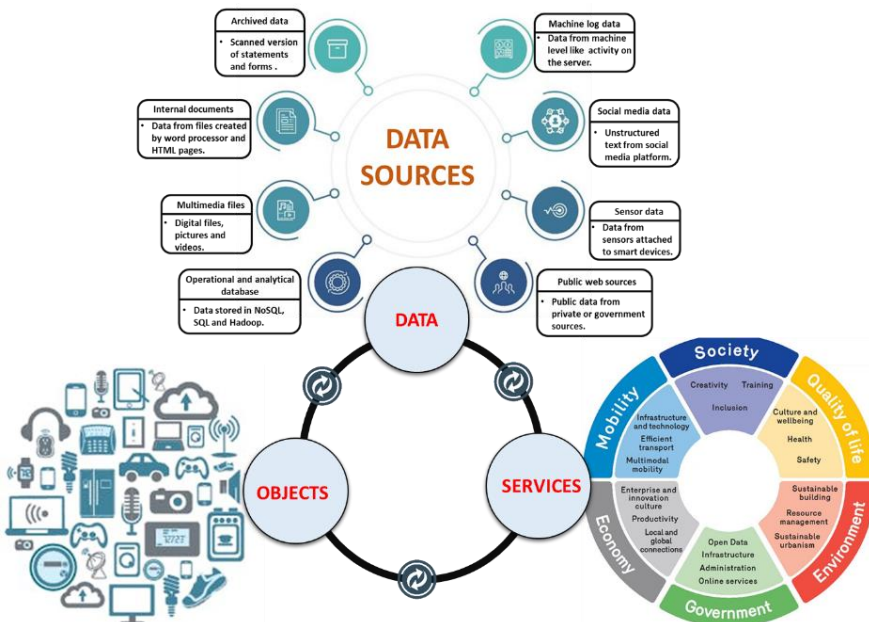 Archived data
• Scanned version
of statements
and forms .
Machine log data
• Data from machine
level like activity on
the server.
Internal documents
• Data from files created
by word processor and
HTML pages.
Social media data
• Unstructured
text from social
media platform.
DATA
SOURCES
Multimedia files
• Digital files,
pictures and
videos.
Sensor data
• Data from
sensors attached
to smart devices.
Operational and analytical
database
• Data stored in NoSQL,
SQL and Hadoop.
Public web sources
• Public data from
private or government
sources.
DATA
OBJECTS
SERVICES
Society
Creativity
Training
Inclusion
Quality of life
Culture and
wellbeing
Health
Safety
Environment
Sustainable
building
Resource
management
Sustainable
urbanism
Government
Open Data
Infrastructure
Administration
Online services
Economy
Enterprise and
innovation
culture
Productivity
Local and
global
connections
Mobility
Infrastructure
and technology
Efficient
transport
Multimodal
mobility